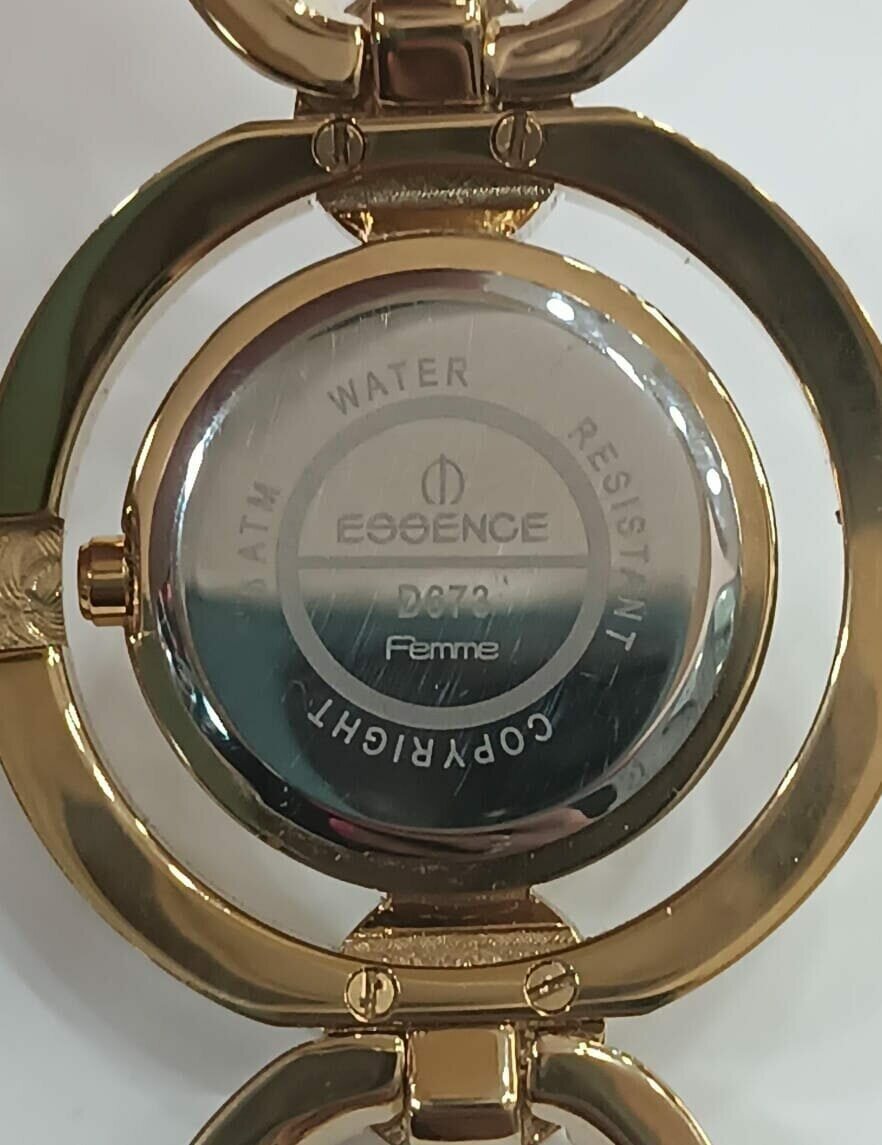 WATER
RESISTANT
COPYRIGHT
ATM
ESSENCE
D673
Femme